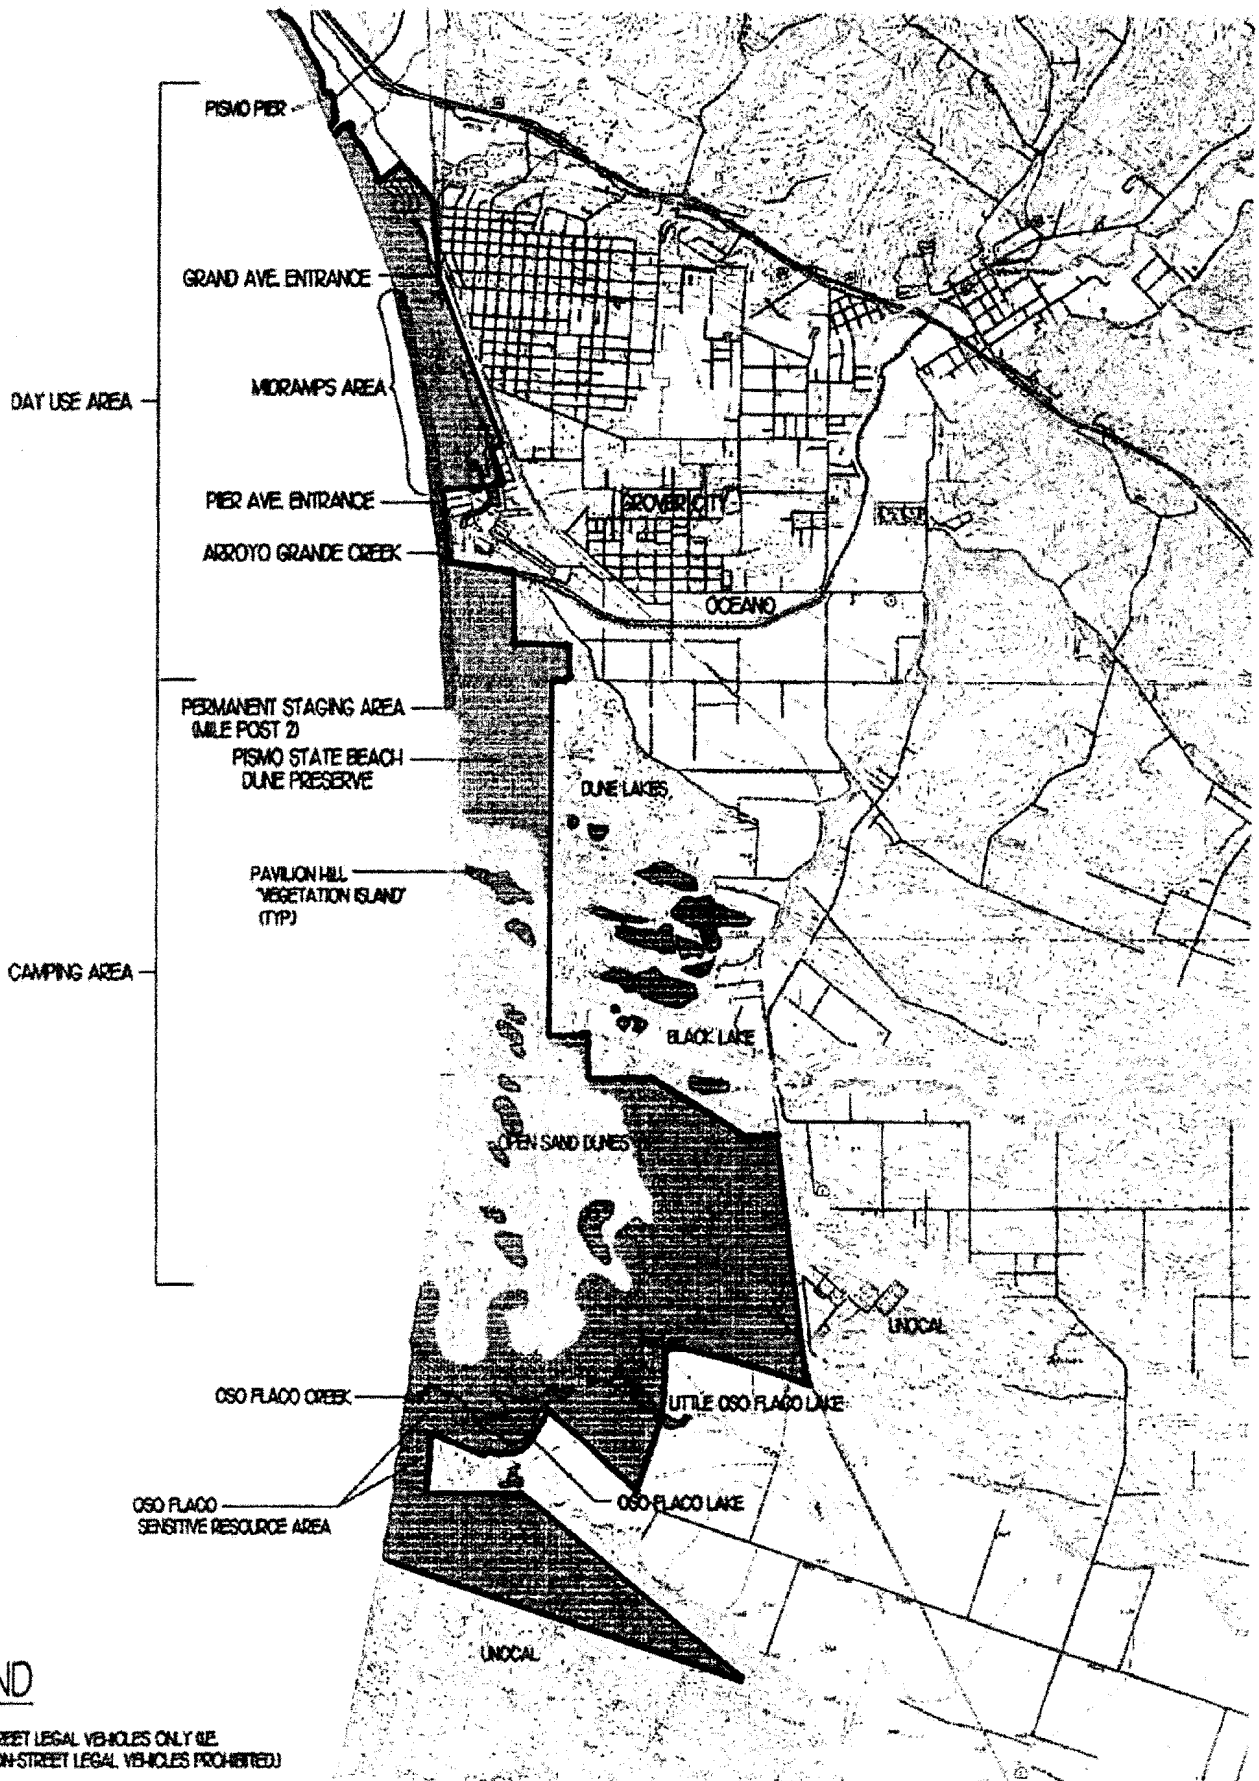 PISMO PIER
GRAND AVE. ENTRANCE
MIDRAMPS AREA
DAY USE AREA
PIER AVE. ENTRANCE
GROVER CITY
ARROYO GRANDE CREEK
OCEANO
PERMANENT STAGING AREA
(MILE POST 2)
PISMO STATE BEACH
DUNE PRESERVE
DUNE LAKES
PAVILION HILL
"VEGETATION ISLAND"
(TYP.)
CAMPING AREA
BLACK LAKE
OPEN SAND DUNES
UNOCAL
OSO FLACO CREEK
LITTLE OSO FLACO LAKE
OSO FLACO
SENSITIVE RESOURCE AREA
OSO FLACO LAKE
UNOCAL
ND
REET LEGAL VEHICLES ONLY (I.E.
ON-STREET LEGAL VEHICLES PROHIBITED)